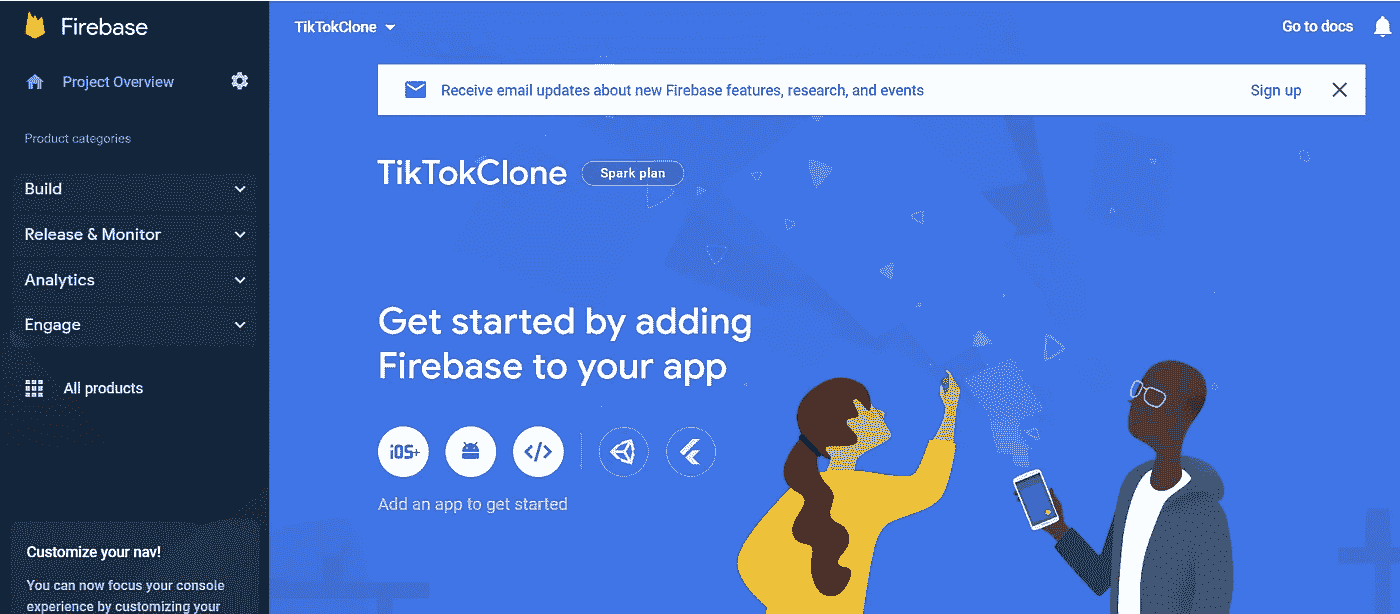 Firebase
Project Overview
Product categories
Build
Release & Monitor
Analytics
Engage
All products
Customize your nav!
You can now focus your console
experience by customizing your
TikTokClone
Go to docs
Receive email updates about new Firebase features, research, and events
Sign up
TikTokClone
Spark plan
Get started by adding
Firebase to your app
iOS+
Add an app to get started